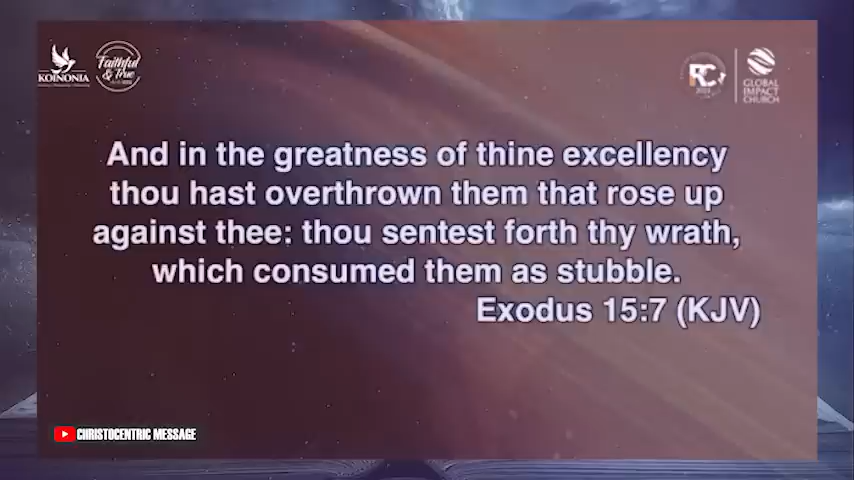 KOINONIA
Faithful
& True
RC
GLOBAL
IMPACT
CHURCH
And in the greatness of thine excellency
thou hast overthrown them that rose up
against thee: thou sentest forth thy wrath,
which consumed them as stubble.
Exodus 15:7 (KJV)
CHRISTOCENTRIC MESSAGE